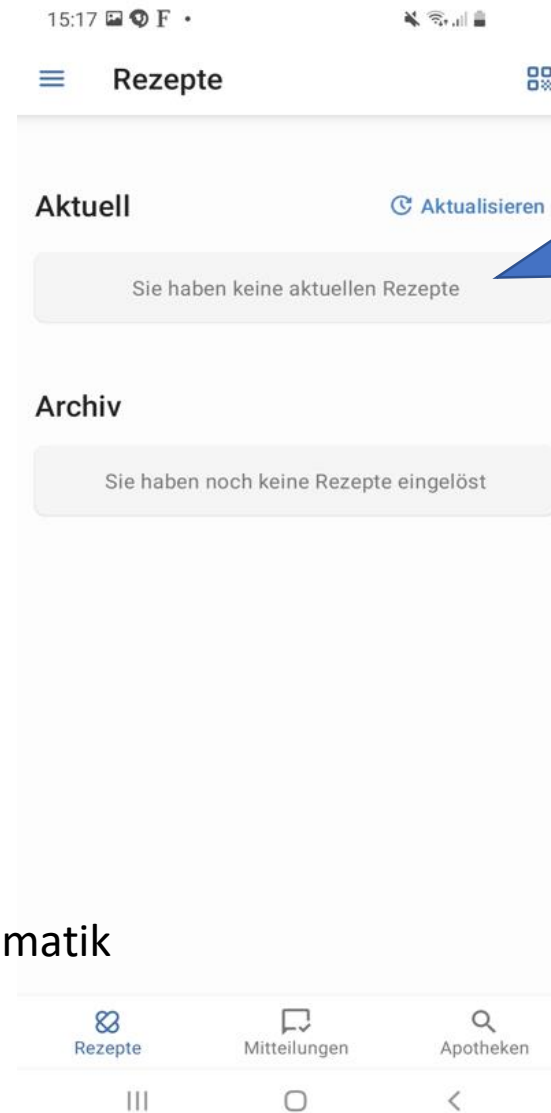 15:17 F
Rezepte
Aktuell
Aktualisieren
Sie haben keine aktuellen Rezepte
Archiv
Sie haben noch keine Rezepte eingelöst
matik
Rezepte Mitteilungen Apotheken